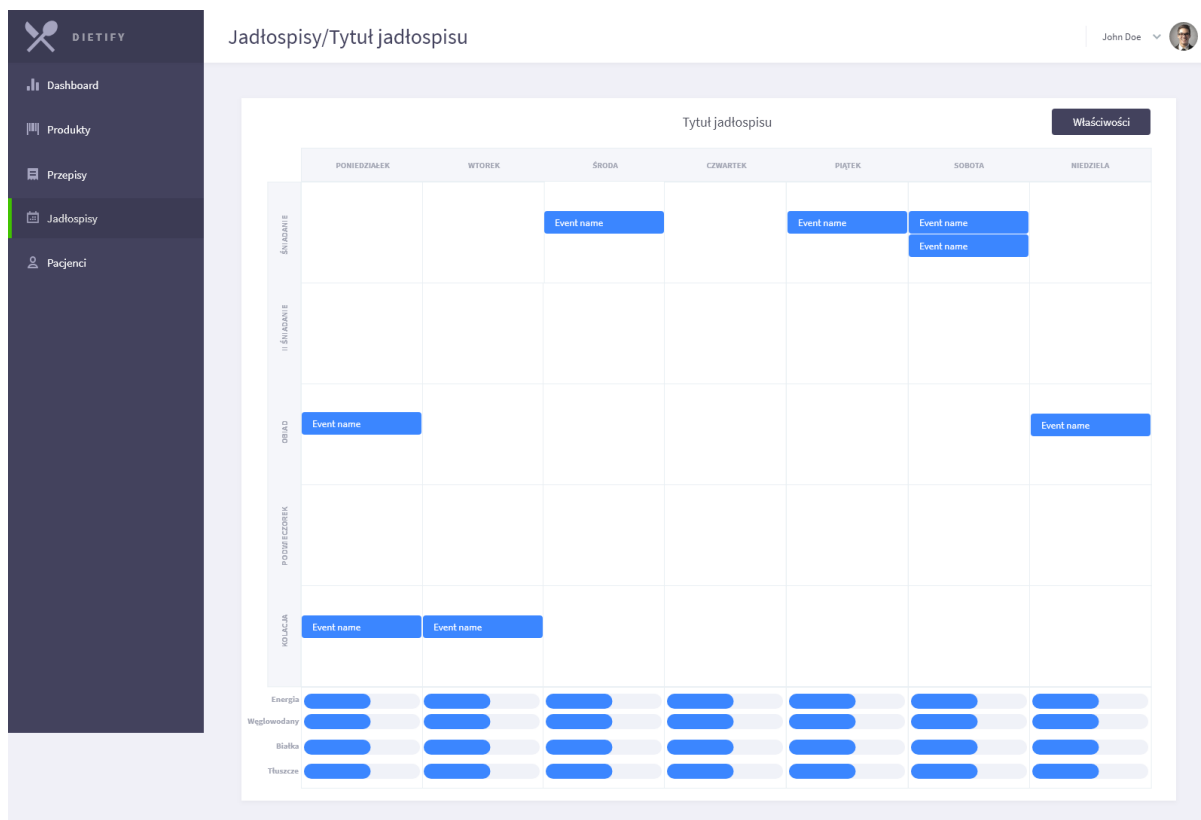 DIETIFY
Jadłospisy/Tytuł jadłospisu
John Doe
Dashboard
Produkty
Przepisy
Jadłospisy
Pacjenci
Tytuł jadłospisu
Właściwości
PONIEDZIAŁEK WTOREK ŚRODA CZWARTEK PIĄTEK SOBOTA NIEDZIELA
ŚNIADANIE
Event name Event name Event name
Event name
II ŚNIADANIE
OBIAD
Event name Event name
PODWIECZOREK
KOLACJA
Event name Event name
Energia
Węglowodany
Białka
Tłuszcze